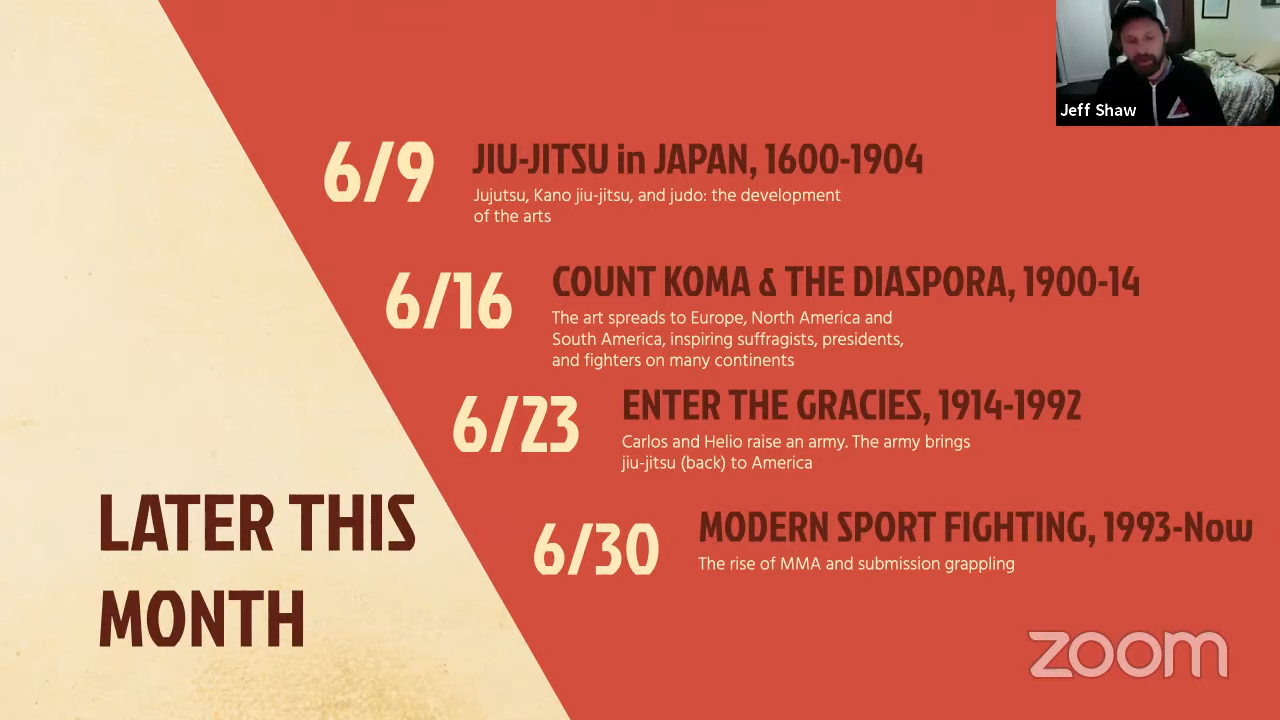 Jeff Shaw
6/9
JIU-JITSU in JAPAN, 1600-1904
Jujutsu, Kano jiu-jitsu, and judo: the development
of the arts
6/16
COUNT KOMA & THE DIASPORA, 1900-14
The art spreads to Europe, North America and
South America, inspiring suffragists, presidents,
and fighters on many continents
6/23
ENTER THE GRACIES, 1914-1992
Carlos and Helio raise an army. The army brings
jiu-jitsu (back) to America
6/30
MODERN SPORT FIGHTING, 1993-Now
The rise of MMA and submission grappling
LATER THIS
MONTH
zoom